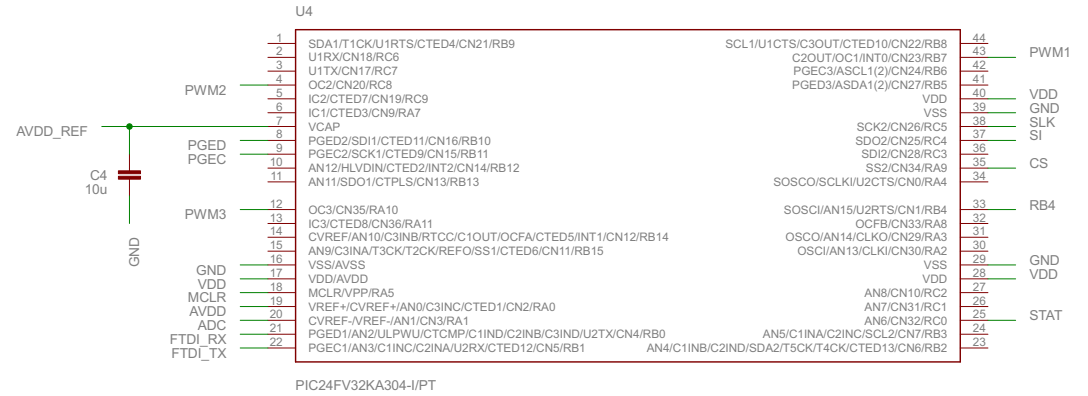 U4
1 SDA1/T1CK/U1RTS/CTED4/CN21/RB9
2 U1RX/CN18/RC6
3 U1TX/CN17/RC7
PWM2 4 OC2/CN20/RC8
5 IC2/CTED7/CN19/RC9
6 IC1/CTED3/CN9/RA7
AVDD_REF 7 VCAP
PGED 8 PGED2/SDI1/CTED11/CN16/RB10
PGEC 9 PGEC2/SCK1/CTED9/CN15/RB11
10 AN12/HLVDIN/CTED2/INT2/CN14/RB12
11 AN11/SDO1/CTPLS/CN13/RB13
C4
10u
GND
PWM3 12 OC3/CN35/RA10
13 IC3/CTED8/CN36/RA11
14 CVREF/AN10/C3INB/RTCC/C1OUT/OCFA/CTED5/INT1/CN12/RB14
15 AN9/C3INA/T3CK/T2CK/REFO/SS1/CTED6/CN11/RB15
GND 16 VSS/AVSS
VDD 17 VDD/AVDD
MCLR 18 MCLR/VPP/RA5
AVDD 19 VREF+/CVREF+/AN0/C3INC/CTED1/CN2/RA0
ADC 20 CVREF-/VREF-/AN1/CN3/RA1
FTDI_RX 21 PGED1/AN2/ULPWU/CTCMP/C1IND/C2INB/C3IND/U2TX/CN4/RB0
FTDI_TX 22 PGEC1/AN3/C1INC/C2INA/U2RX/CTED12/CN5/RB1
SCL1/U1CTS/C3OUT/CTED10/CN22/RB8 44
C2OUT/OC1/INT0/CN23/RB7 43 PWM1
PGEC3/ASCL1(2)/CN24/RB6 42
PGED3/ASDA1(2)/CN27/RB5 41
VDD 40 VDD
VSS 39 GND
SCK2/CN26/RC5 38 SLK
SDO2/CN25/RC4 37 SI
SDI2/CN28/RC3 36
SS2/CN34/RA9 35 CS
SOSCO/SCLKI/U2CTS/CN0/RA4 34
SOSCI/AN15/U2RTS/CN1/RB4 33 RB4
OCFB/CN33/RA8 32
OSCO/AN14/CLKO/CN29/RA3 31
OSCI/AN13/CLKI/CN30/RA2 30
VSS 29 GND
VDD 28 VDD
AN8/CN10/RC2 27
AN7/CN31/RC1 26
AN6/CN32/RC0 25 STAT
AN5/C1INA/C2INC/SCL2/CN7/RB3 24
AN4/C1INB/C2IND/SDA2/T5CK/T4CK/CTED13/CN6/RB2 23
PIC24FV32KA304-I/PT